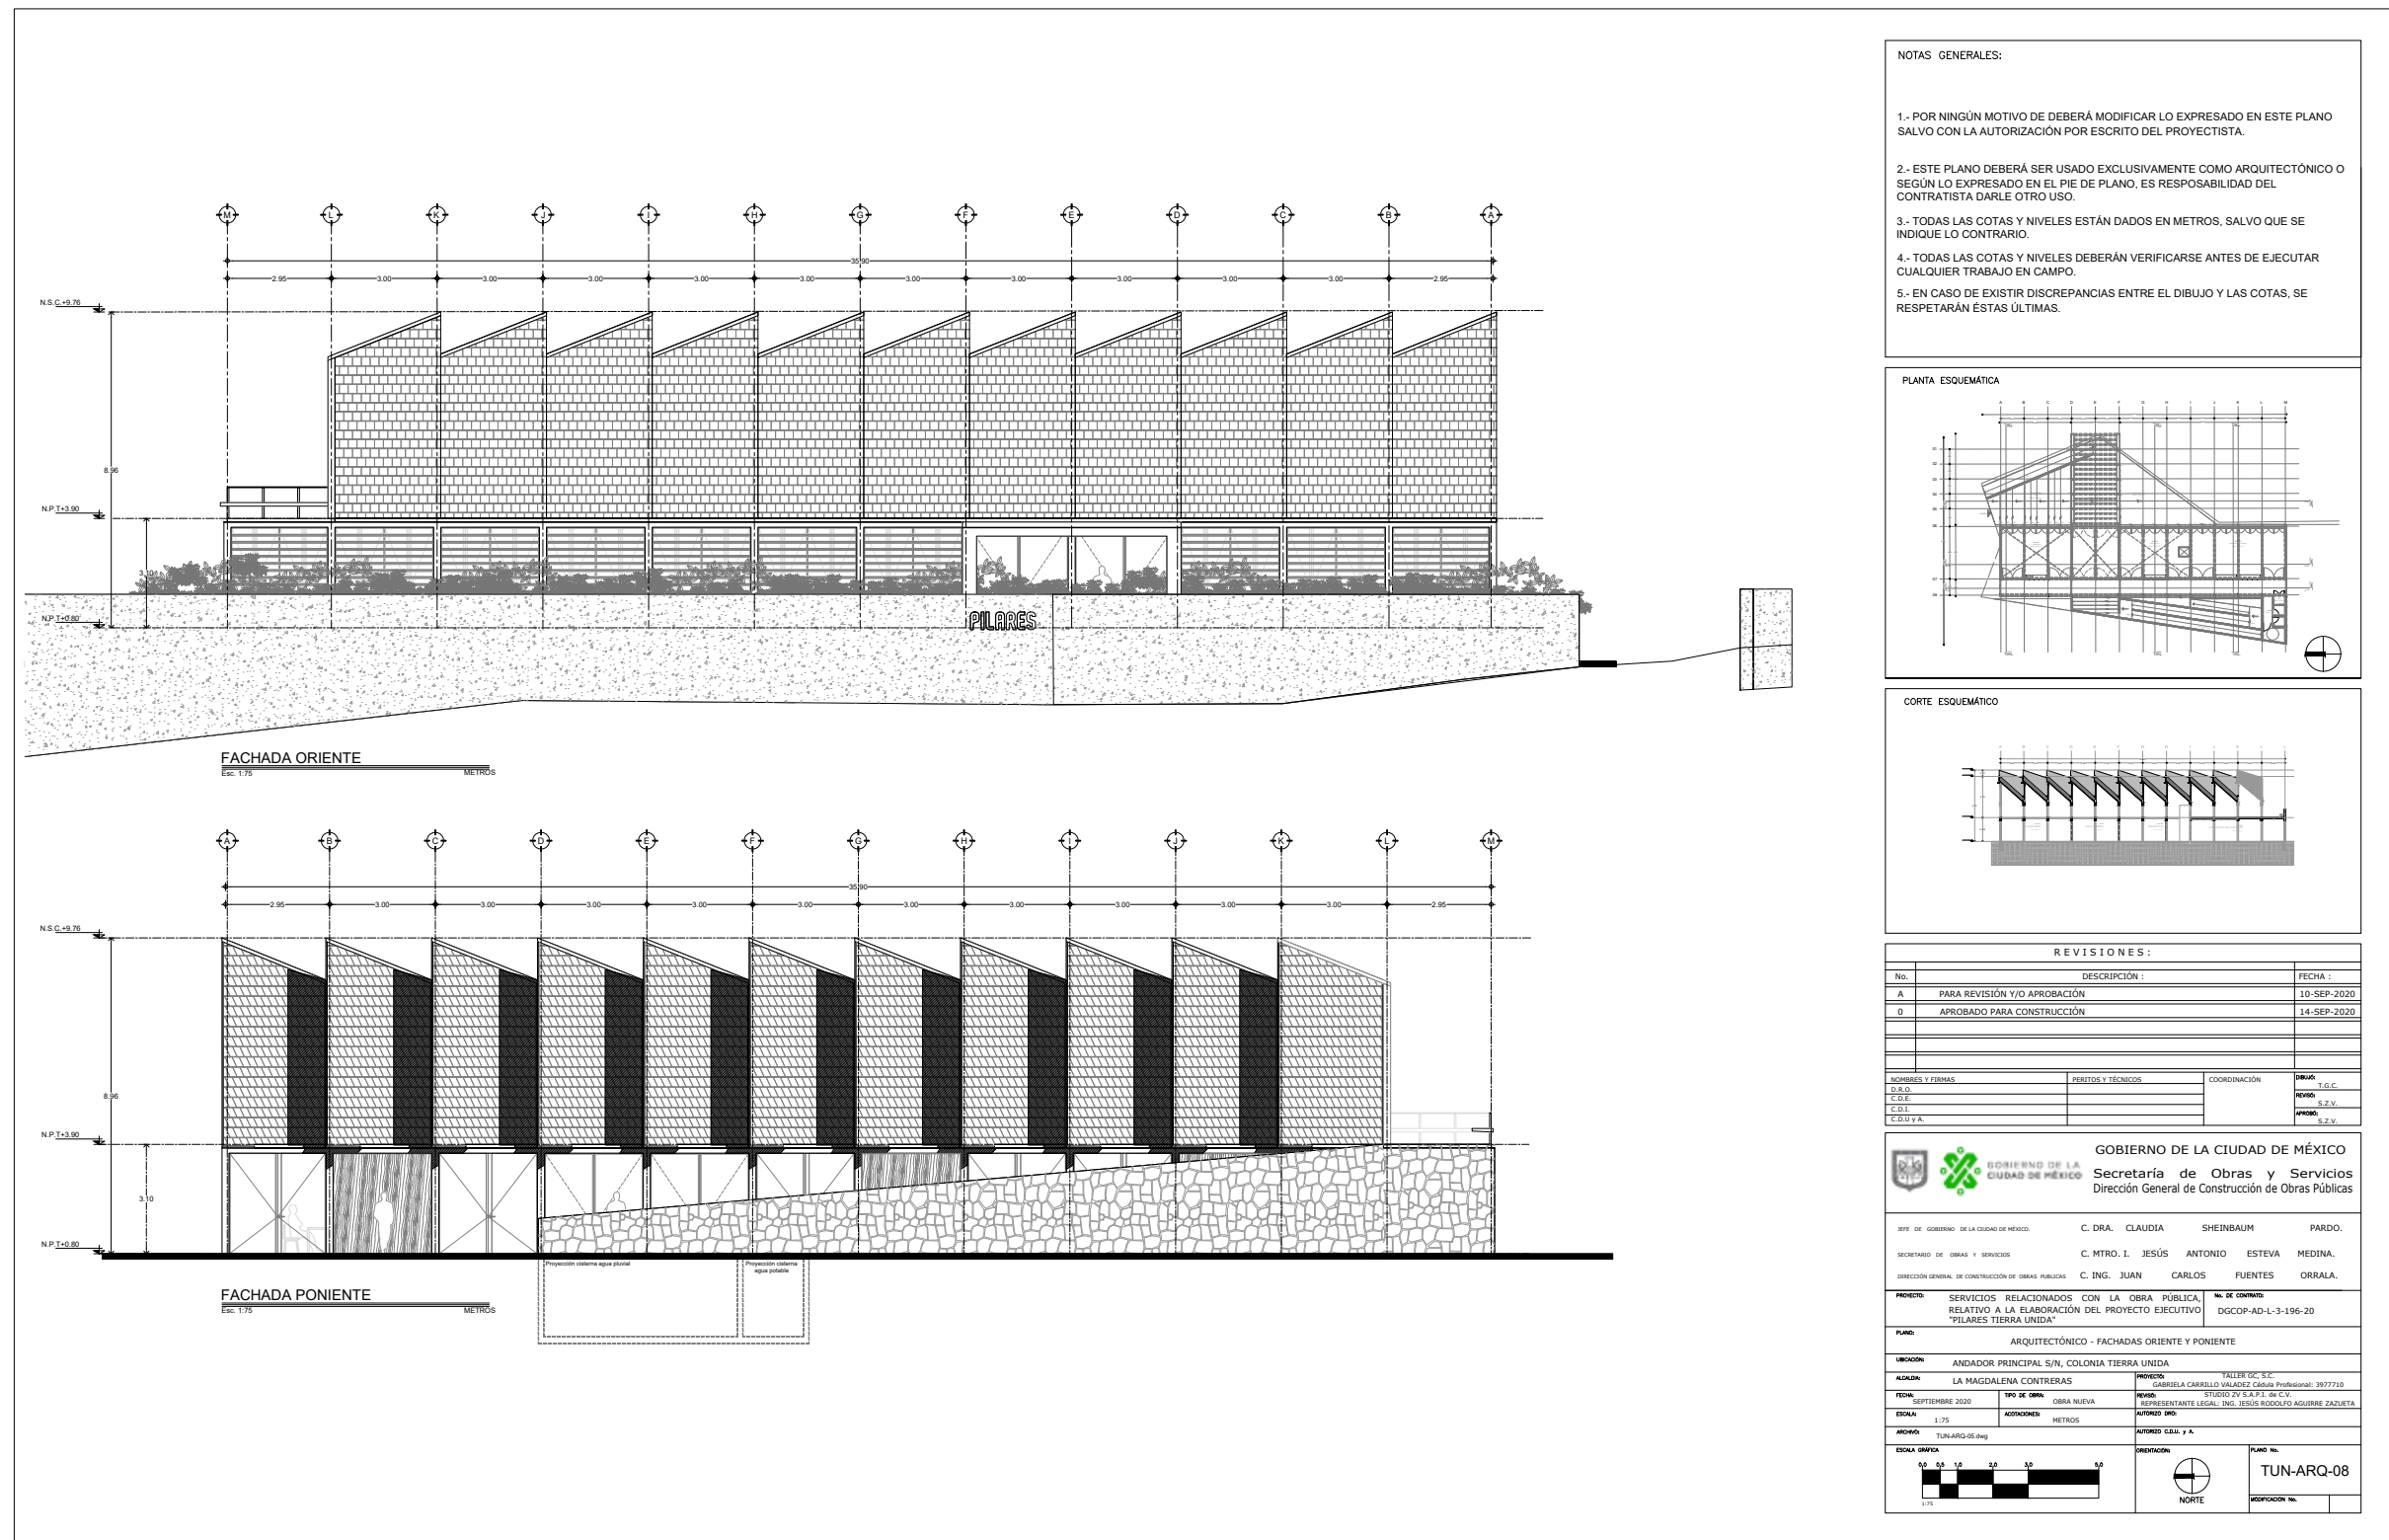 M L K J I H G F E D C B A
35.90
2.95 3.00 3.00 3.00 3.00 3.00 3.00 3.00 3.00 3.00 3.00 2.95
N.S.C.+9.76
8.96
N.P.T+3.90
3.10
N.P.T+0.80
PILARES
FACHADA ORIENTE
Esc. 1:75 METROS
A B C D E F G H I J K L M
35.90
2.95 3.00 3.00 3.00 3.00 3.00 3.00 3.00 3.00 3.00 3.00 2.95
N.S.C.+9.76
8.96
N.P.T+3.90
3.10
N.P.T+0.80
Proyección cisterna agua pluvial
Proyección cisterna
agua potable
FACHADA PONIENTE
Esc. 1:75 METROS
NOTAS GENERALES:
1.- POR NINGÚN MOTIVO DE DEBERÁ MODIFICAR LO EXPRESADO EN ESTE PLANO
SALVO CON LA AUTORIZACIÓN POR ESCRITO DEL PROYECTISTA.
2.- ESTE PLANO DEBERÁ SER USADO EXCLUSIVAMENTE COMO ARQUITECTÓNICO O
SEGÚN LO EXPRESADO EN EL PIE DE PLANO, ES RESPOSABILIDAD DEL
CONTRATISTA DARLE OTRO USO.
3.- TODAS LAS COTAS Y NIVELES ESTÁN DADOS EN METROS, SALVO QUE SE
INDIQUE LO CONTRARIO.
4.- TODAS LAS COTAS Y NIVELES DEBERÁN VERIFICARSE ANTES DE EJECUTAR
CUALQUIER TRABAJO EN CAMPO.
5.- EN CASO DE EXISTIR DISCREPANCIAS ENTRE EL DIBUJO Y LAS COTAS, SE
RESPETARÁN ÉSTAS ÚLTIMAS.
PLANTA ESQUEMÁTICA
A B C D E F G H I J K L M
CORTE ESQUEMÁTICO
REVISIONES:
No. DESCRIPCIÓN : FECHA :
A PARA REVISIÓN Y/O APROBACIÓN 10-SEP-2020
0 APROBADO PARA CONSTRUCCIÓN 14-SEP-2020
NOMBRES Y FIRMAS PERITOS Y TÉCNICOS COORDINACIÓN DIBUJÓ:
T.G.C.
D.R.O.
C.D.E. REVISÓ:
S.Z.V.
C.D.I. APROBÓ:
C.D.U y A. S.Z.V.
GOBIERNO DE LA
CIUDAD DE MÉXICO
GOBIERNO DE LA CIUDAD DE MÉXICO
Secretaría de Obras y Servicios
Dirección General de Construcción de Obras Públicas
JEFE DE GOBIERNO DE LA CIUDAD DE MÉXICO. C. DRA. CLAUDIA SHEINBAUM PARDO.
SECRETARIO DE OBRAS Y SERVICIOS C. MTRO. I. JESÚS ANTONIO ESTEVA MEDINA.
DIRECCIÓN GENERAL DE CONSTRUCCIÓN DE OBRAS PUBLICAS C. ING. JUAN CARLOS FUENTES ORRALA.
PROYECTO: SERVICIOS RELACIONADOS CON LA OBRA PÚBLICA,
RELATIVO A LA ELABORACIÓN DEL PROYECTO EJECUTIVO
"PILARES TIERRA UNIDA"
No. DE CONTRATO:
DGCOP-AD-L-3-196-20
PLANO:
ARQUITECTÓNICO - FACHADAS ORIENTE Y PONIENTE
UBICACIÓN: ANDADOR PRINCIPAL S/N, COLONIA TIERRA UNIDA
ALCALDIA: LA MAGDALENA CONTRERAS
PROYECTÓ: TALLER GC, S.C.
GABRIELA CARRILLO VALADEZ Cédula Profesional: 3977710
FECHA: SEPTIEMBRE 2020
TIPO DE OBRA: OBRA NUEVA
REVISÓ: STUDIO ZV S.A.P.I. de C.V.
REPRESENTANTE LEGAL: ING. JESÚS RODOLFO AGUIRRE ZAZUETA
ESCALA: 1:75
ACOTACIONES: METROS
AUTORIZO DRO:
ARCHIVO: TUN-ARQ-05.dwg
AUTORIZO C.D.U. y A.
ESCALA GRÁFICA
0.0 0.5 1.0 2.0 3.0 5.0
1:75
ORIENTACIÓN:
NORTE
PLANO No.
TUN-ARQ-08
MODIFICACION No.